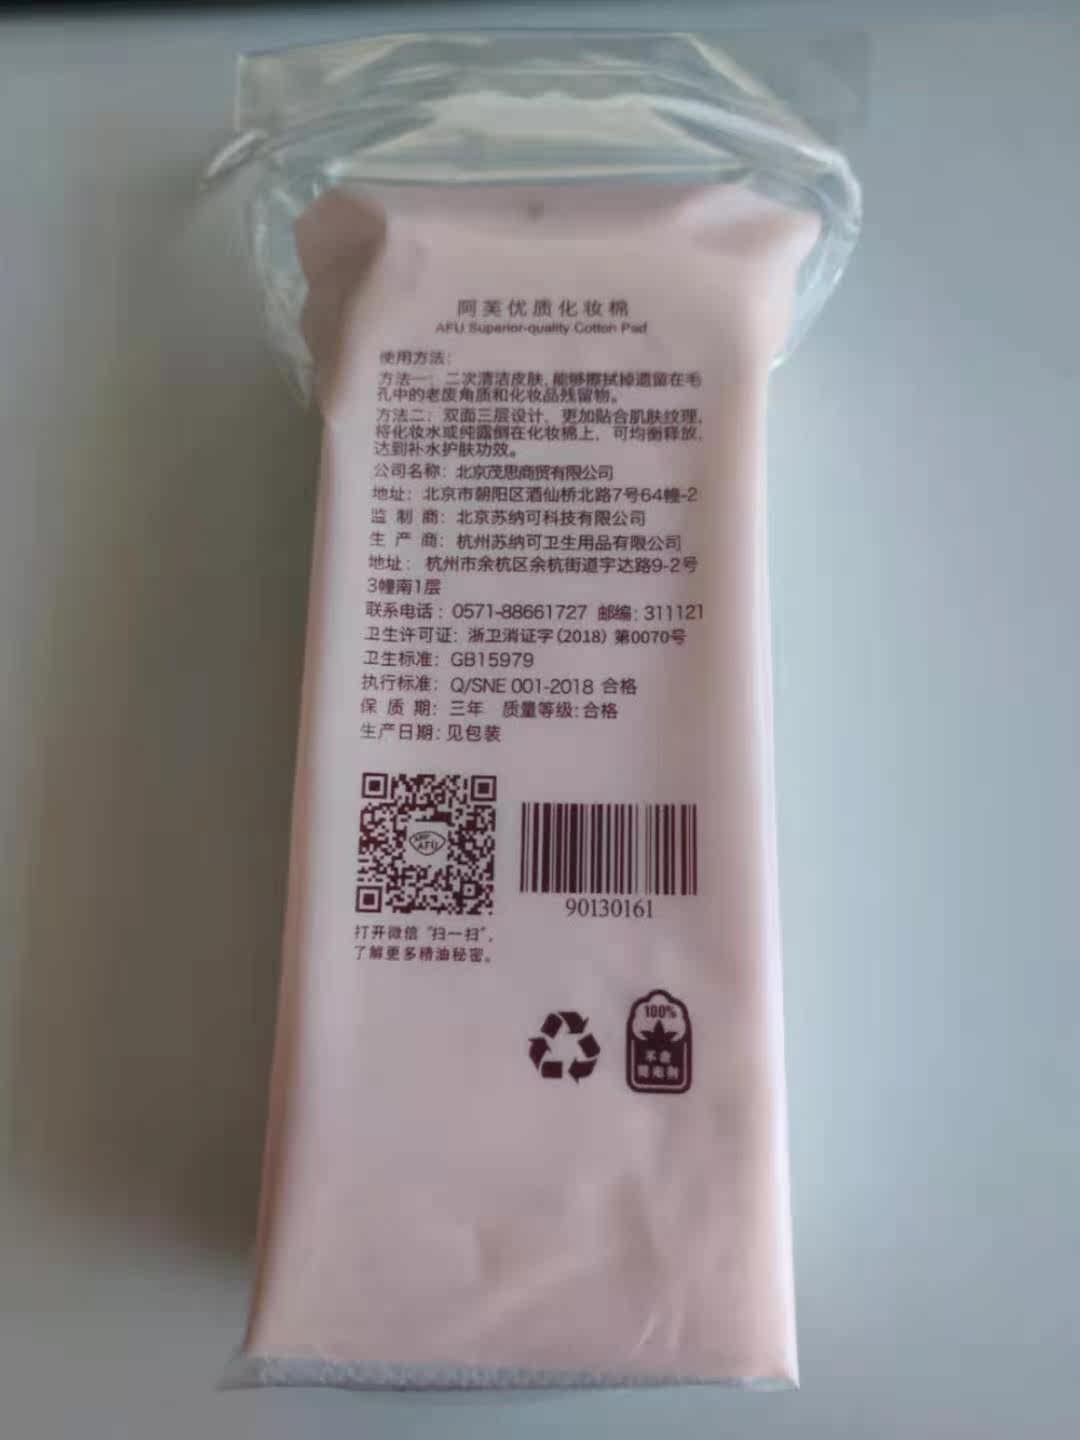 阿芙优质化妆棉
AFU Superior-quality Cotton Pad
使用方法:
方法一: 二次清洁皮肤, 能够擦拭掉遗留在毛
孔中的老废角质和化妆品残留物。
方法二: 双面三层设计, 更加贴合肌肤纹理,
将化妆水或纯露倒在化妆棉上, 可均衡释放,
达到补水护肤功效。
公司名称: 北京茂思商贸有限公司
地址: 北京市朝阳区酒仙桥北路7号64幢-2
监 制 商: 北京苏纳可科技有限公司
生 产 商: 杭州苏纳可卫生用品有限公司
地址: 杭州市余杭区余杭街道宇达路9-2号
3幢南1层
联系电话: 0571-88661727 邮编: 311121
卫生许可证: 浙卫消证字(2018) 第0070号
卫生标准: GB15979
执行标准: Q/SNE 001-2018 合格
保 质 期: 三年 质量等级: 合格
生产日期: 见包装
AFU
90130161
打开微信“扫一扫”,
了解更多精油秘密。
100%
不含
荧光剂